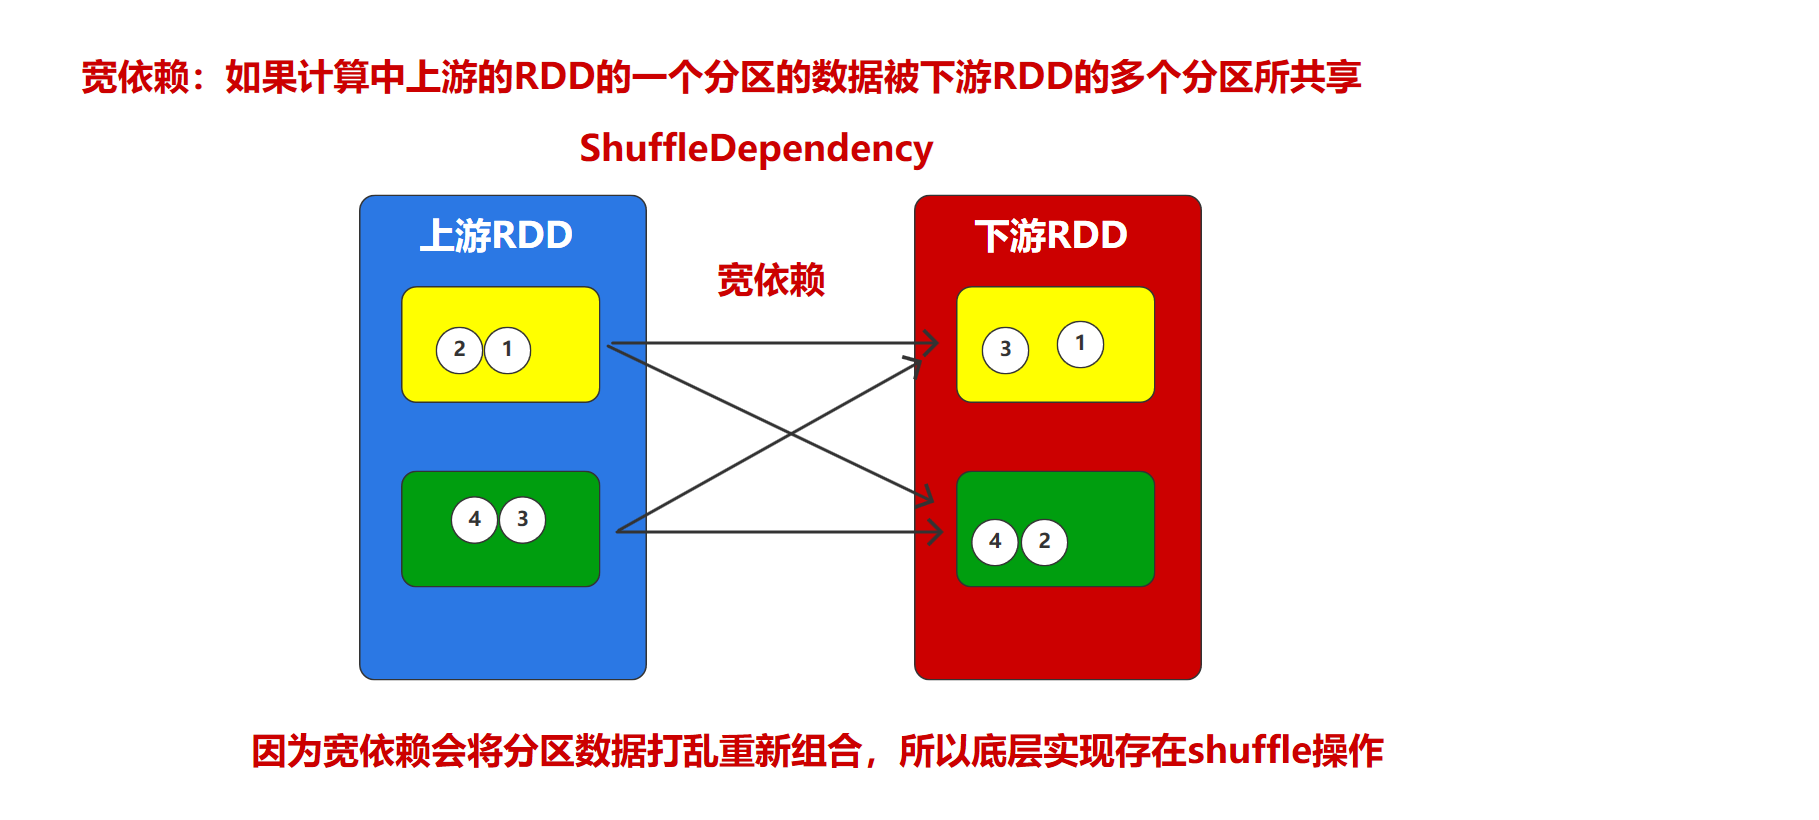 宽依赖：如果计算中上游的RDD的一个分区的数据被下游RDD的多个分区所共享
ShuffleDependency
上游RDD
下游RDD
宽依赖
2 1
3 1
4 3
4 2
因为宽依赖会将分区数据打乱重新组合，所以底层实现存在shuffle操作